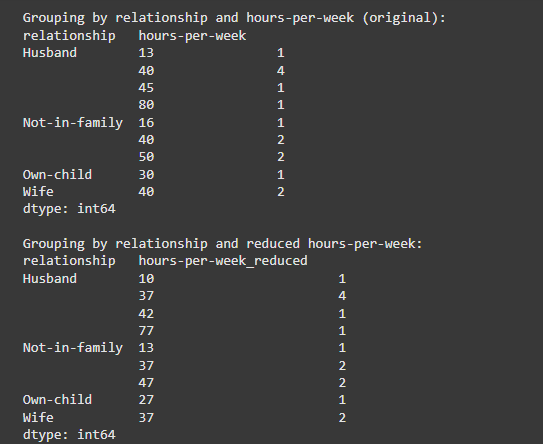 Grouping by relationship and hours-per-week (original):
relationship hours-per-week
Husband 13 1
40 4
45 1
80 1
Not-in-family 16 1
40 2
50 2
Own-child 30 1
Wife 40 2
dtype: int64
Grouping by relationship and reduced hours-per-week:
relationship hours-per-week_reduced
Husband 10 1
37 4
42 1
77 1
Not-in-family 13 1
37 2
47 2
Own-child 27 1
Wife 37 2
dtype: int64